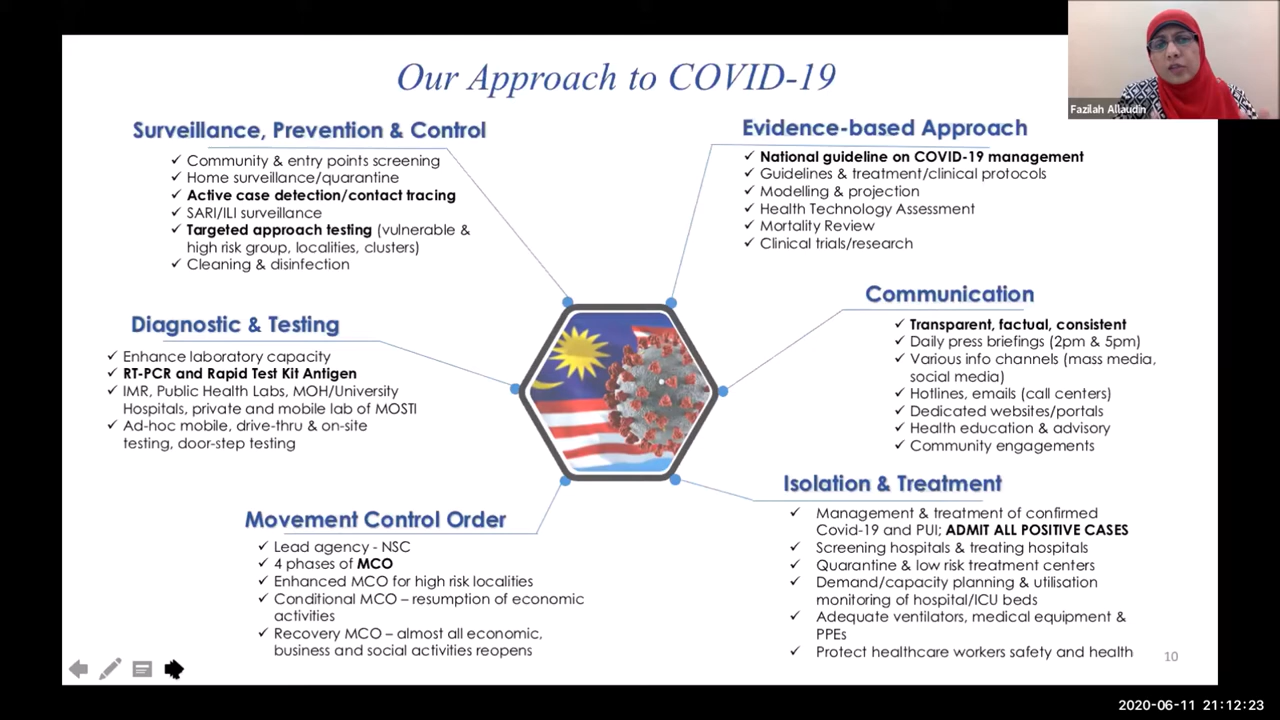 Our Approach to COVID-19
Fazilah Allaudin
Surveillance, Prevention & Control
✓ Community & entry points screening
✓ Home surveillance/quarantine
✓ Active case detection/contact tracing
✓ SARI/ILI surveillance
✓ Targeted approach testing (vulnerable &
high risk group, localities, clusters)
✓ Cleaning & disinfection
Evidence-based Approach
✓ National guideline on COVID-19 management
✓ Guidelines & treatment/clinical protocols
✓ Modelling & projection
✓ Health Technology Assessment
✓ Mortality Review
✓ Clinical trials/research
Diagnostic & Testing
✓ Enhance laboratory capacity
✓ RT-PCR and Rapid Test Kit Antigen
✓ IMR, Public Health Labs, MOH/University
Hospitals, private and mobile lab of MOSTI
✓ Ad-hoc mobile, drive-thru & on-site
testing, door-step testing
Communication
✓ Transparent, factual, consistent
✓ Daily press briefings (2pm & 5pm)
✓ Various info channels (mass media,
social media)
✓ Hotlines, emails (call centers)
✓ Dedicated websites/portals
✓ Health education & advisory
✓ Community engagements
Movement Control Order
✓ Lead agency - NSC
✓ 4 phases of MCO
✓ Enhanced MCO for high risk localities
✓ Conditional MCO – resumption of economic
activities
✓ Recovery MCO – almost all economic,
business and social activities reopens
Isolation & Treatment
✓ Management & treatment of confirmed
Covid-19 and PUI; ADMIT ALL POSITIVE CASES
✓ Screening hospitals & treating hospitals
✓ Quarantine & low risk treatment centers
✓ Demand/capacity planning & utilisation
monitoring of hospital/ICU beds
✓ Adequate ventilators, medical equipment &
PPEs
✓ Protect healthcare workers safety and health
10
2020-06-11 21:12:23